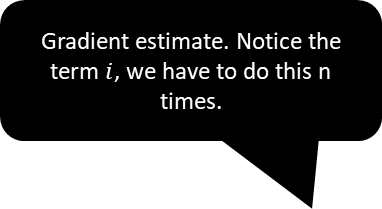 Gradient estimate. Notice the
term i, we have to do this n
times.